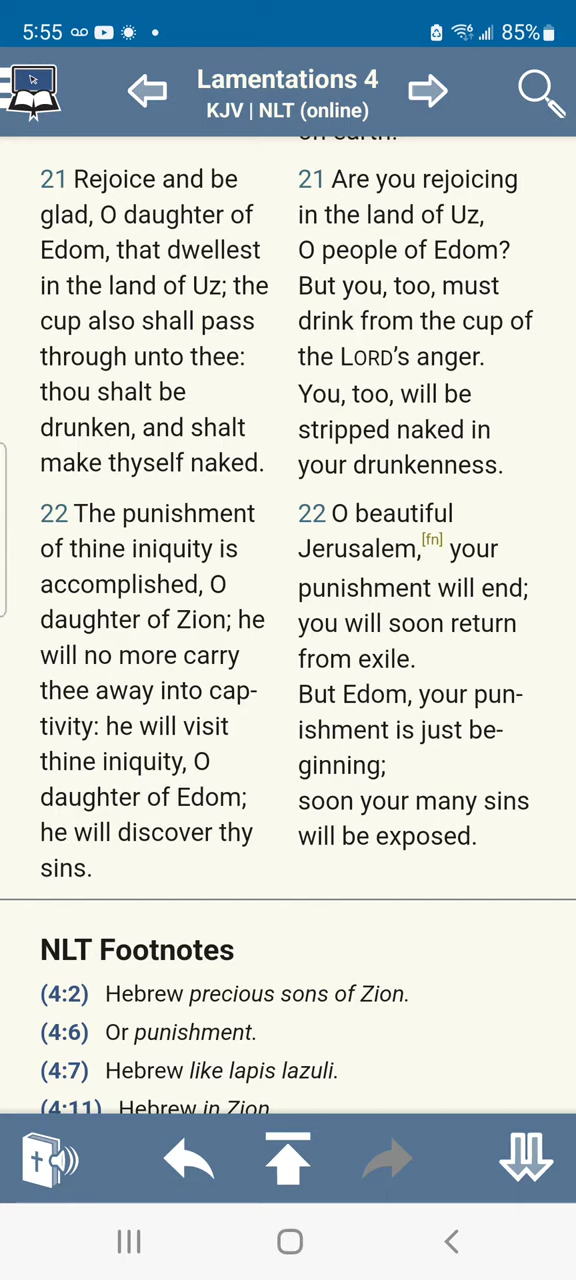 5:55
85%
Lamentations 4
KJV | NLT (online)
21 Rejoice and be
glad, O daughter of
Edom, that dwellest
in the land of Uz; the
cup also shall pass
through unto thee:
thou shalt be
drunken, and shalt
make thyself naked.
22 The punishment
of thine iniquity is
accomplished, O
daughter of Zion; he
will no more carry
thee away into cap-
tivity: he will visit
thine iniquity, O
daughter of Edom;
he will discover thy
sins.
on earth!
21 Are you rejoicing
in the land of Uz,
O people of Edom?
But you, too, must
drink from the cup of
the LORD’s anger.
You, too, will be
stripped naked in
your drunkenness.
22 O beautiful
Jerusalem,[fn] your
punishment will end;
you will soon return
from exile.
But Edom, your pun-
ishment is just be-
ginning;
soon your many sins
will be exposed.
NLT Footnotes
(4:2) Hebrew precious sons of Zion.
(4:6) Or punishment.
(4:7) Hebrew like lapis lazuli.
(4:11) Hebrew in Zion